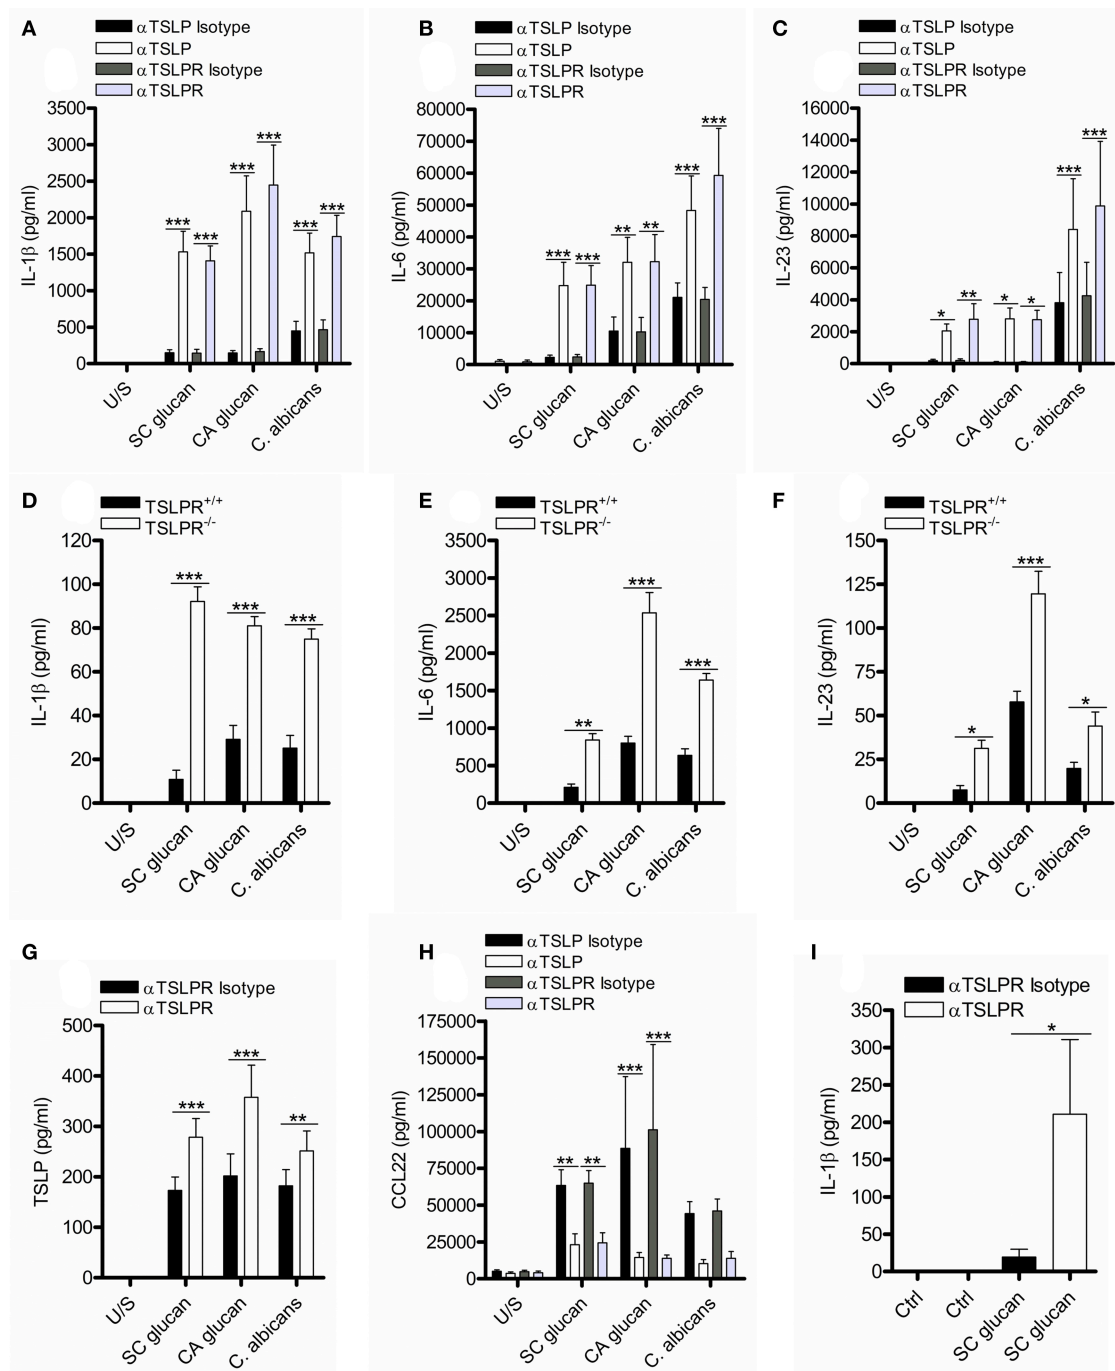 A
αTSLP Isotype
αTSLP
αTSLPR Isotype
αTSLPR
3500
3000
2500
2000
1500
1000
500
0
IL-1β (pg/ml)
***
***
***
***
***
***
U/S
SC glucan
CA glucan
C. albicans
B
αTSLP Isotype
αTSLP
αTSLPR Isotype
αTSLPR
80000
70000
60000
50000
40000
30000
20000
10000
0
IL-6 (pg/ml)
***
***
**
**
***
***
U/S
SC glucan
CA glucan
C. albicans
C
αTSLP Isotype
αTSLP
αTSLPR Isotype
αTSLPR
16000
14000
12000
10000
8000
6000
4000
2000
0
IL-23 (pg/ml)
*
**
*
*
***
***
U/S
SC glucan
CA glucan
C. albicans
D
TSLPR+/+
TSLPR-/-
120
100
80
60
40
20
0
IL-1β (pg/ml)
***
***
***
U/S
SC glucan
CA glucan
C. albicans
E
TSLPR+/+
TSLPR-/-
3500
3000
2500
2000
1500
1000
500
0
IL-6 (pg/ml)
**
***
***
U/S
SC glucan
CA glucan
C. albicans
F
TSLPR+/+
TSLPR-/-
150
125
100
75
50
25
0
IL-23 (pg/ml)
*
***
*
U/S
SC glucan
CA glucan
C. albicans
G
αTSLPR Isotype
αTSLPR
500
400
300
200
100
0
TSLP (pg/ml)
***
***
**
U/S
SC glucan
CA glucan
C. albicans
H
αTSLP Isotype
αTSLP
αTSLPR Isotype
αTSLPR
175000
150000
125000
100000
75000
50000
25000
0
CCL22 (pg/ml)
**
**
***
***
U/S
SC glucan
CA glucan
C. albicans
I
αTSLPR Isotype
αTSLPR
350
300
250
200
150
100
50
0
IL-1β (pg/ml)
*
Ctrl
Ctrl
SC glucan
SC glucan